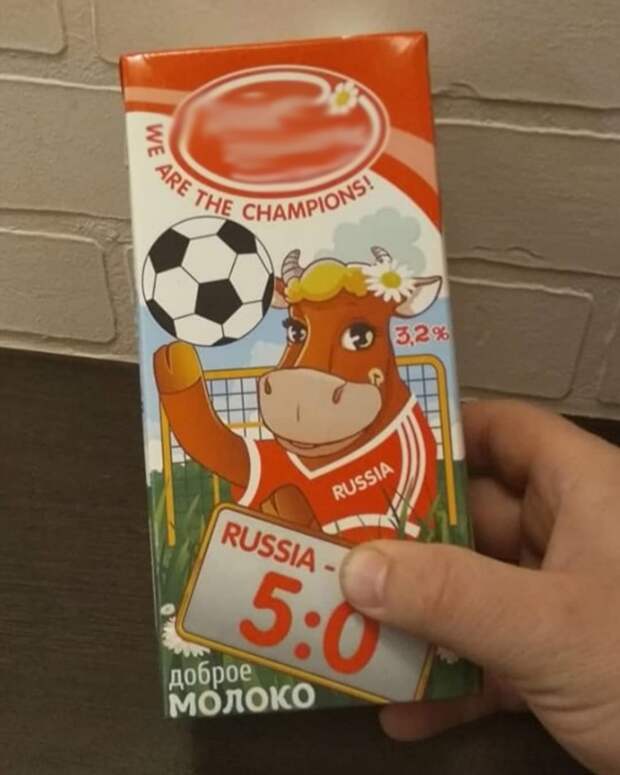 WE ARE THE CHAMPIONS!
3,2%
RUSSIA
RUSSIA -
5:0
доброе
МОЛОКО